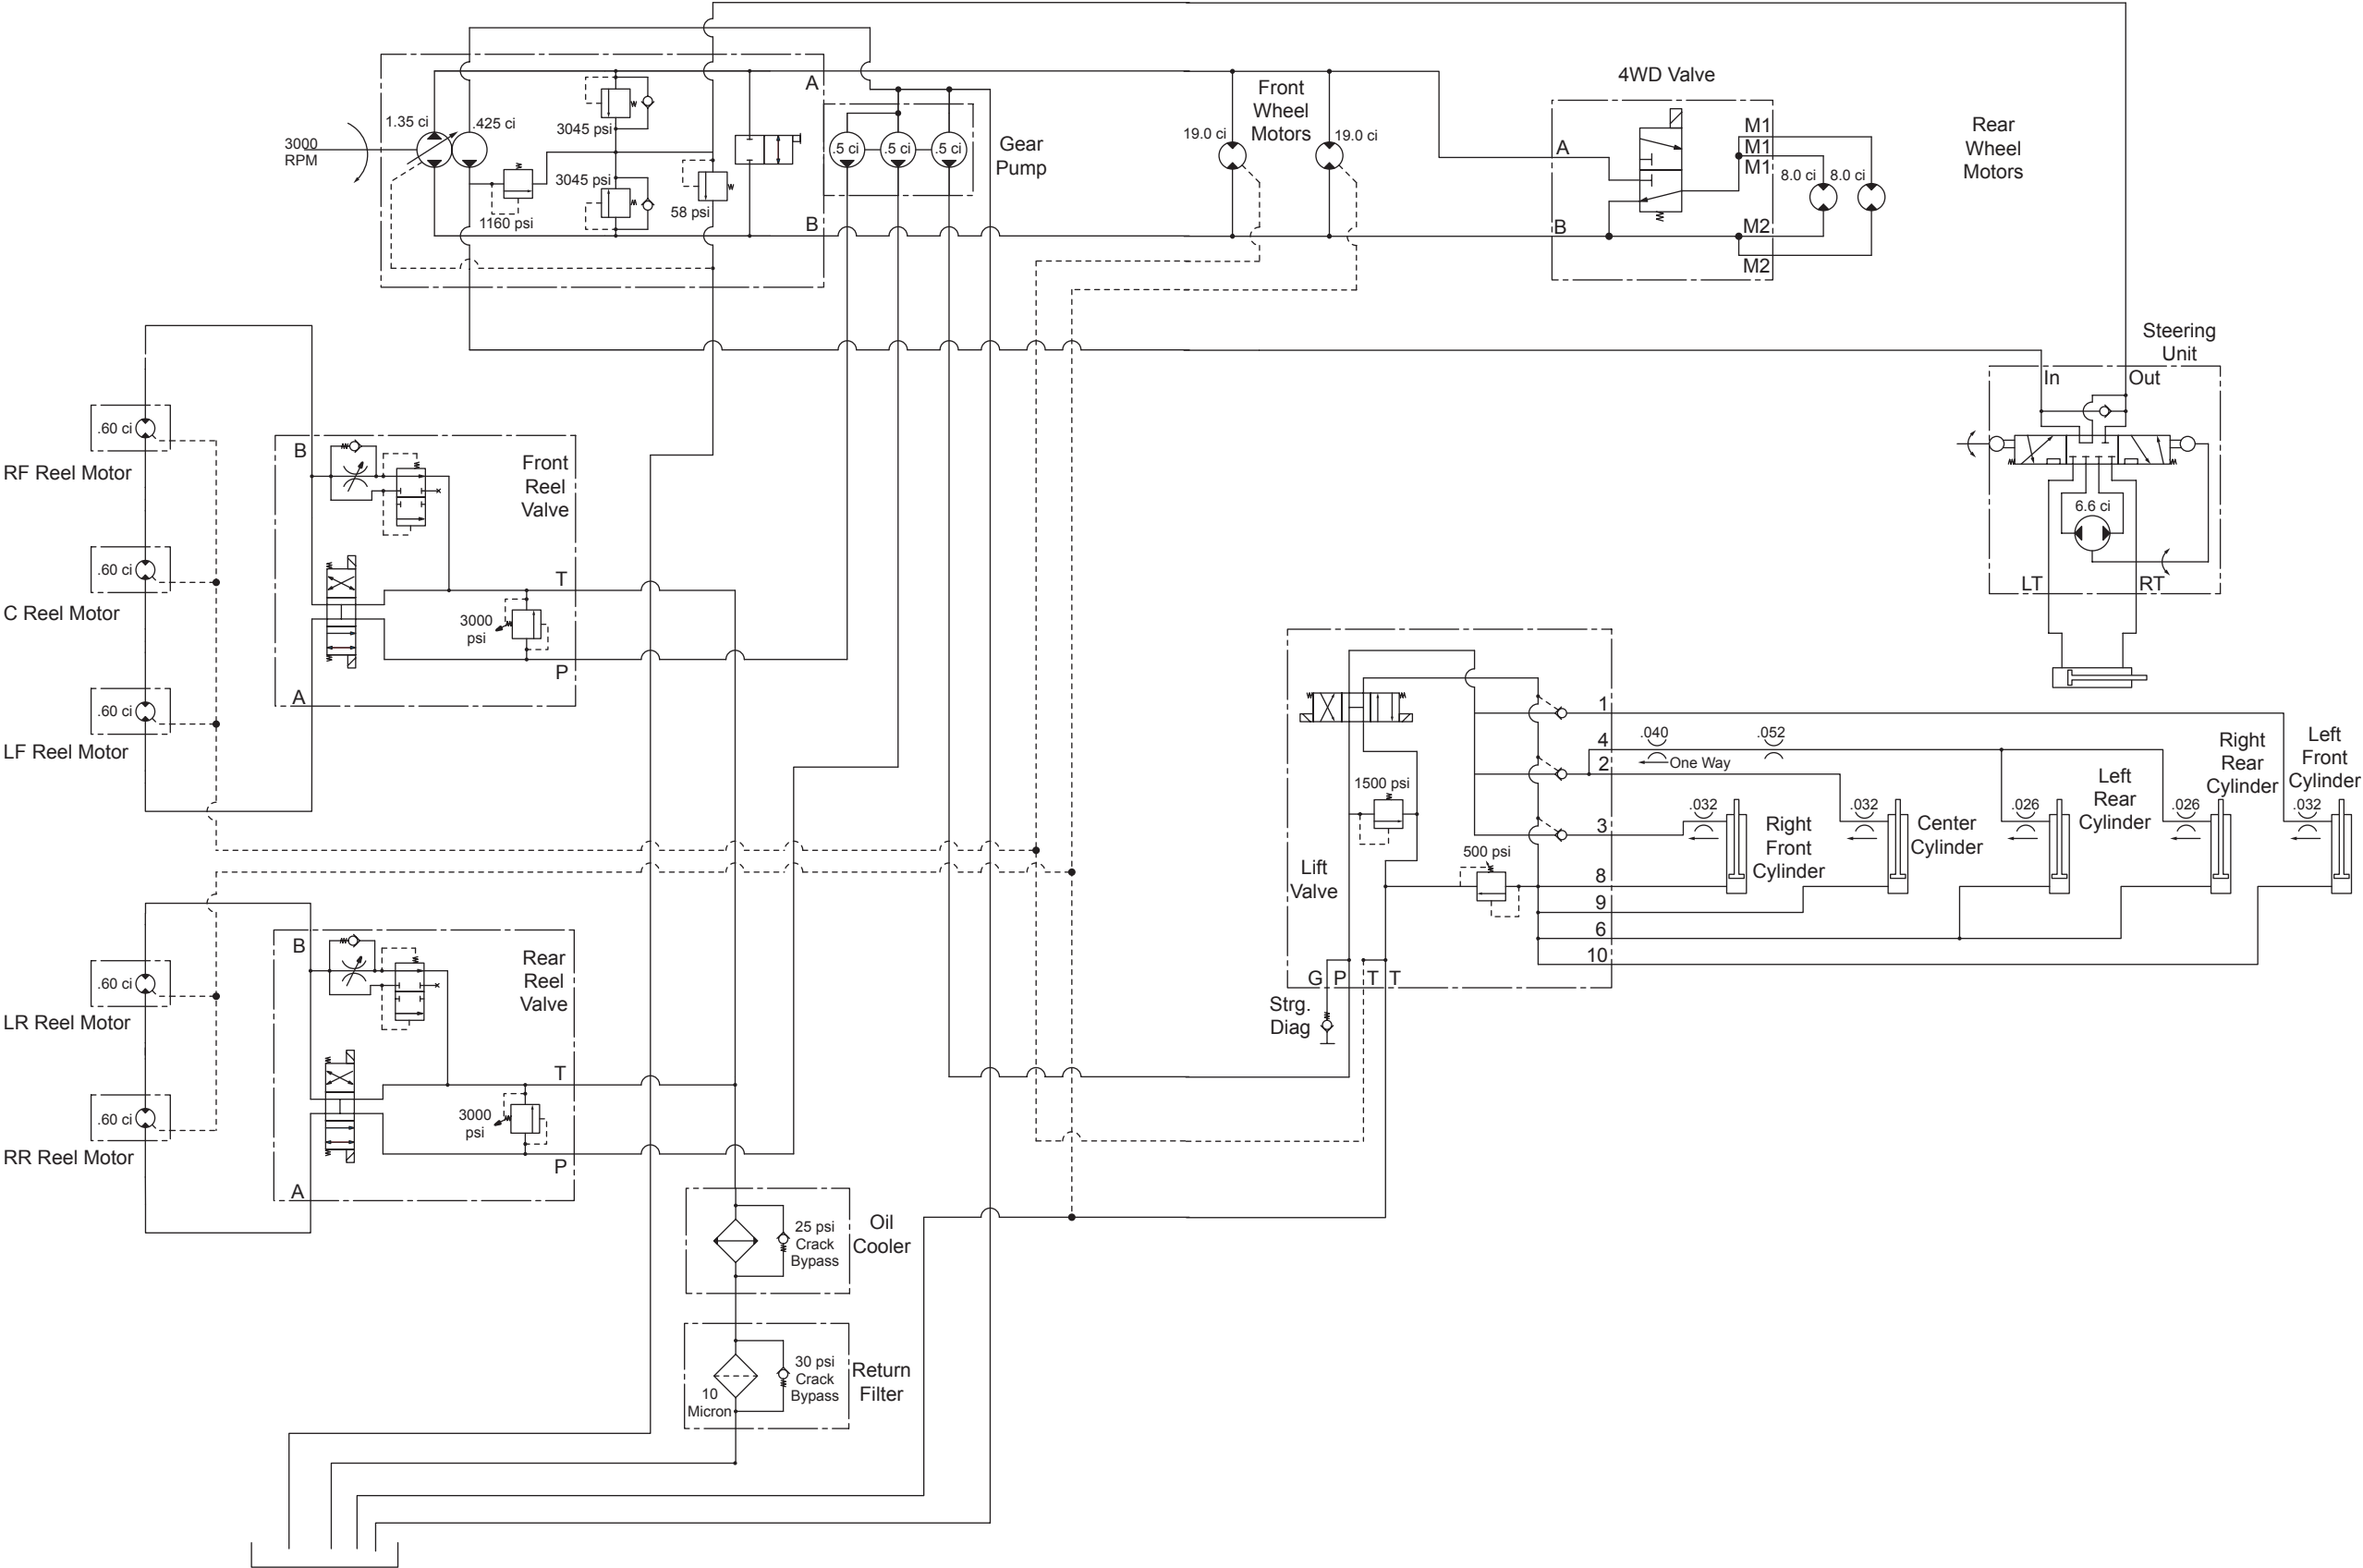 A
1.35 ci
.425 ci
3045 psi
3000
RPM
3045 psi
1160 psi
58 psi
B
.5 ci
.5 ci
.5 ci
Gear
Pump
Front
Wheel
Motors
19.0 ci
19.0 ci
4WD Valve
A
B
M1
M1
M1
M2
M2
8.0 ci
8.0 ci
Rear
Wheel
Motors
Steering
Unit
In
Out
6.6 ci
LT
RT
.60 ci
RF Reel Motor
.60 ci
C Reel Motor
.60 ci
LF Reel Motor
B
Front
Reel
Valve
T
3000
psi
P
A
.60 ci
LR Reel Motor
.60 ci
RR Reel Motor
B
Rear
Reel
Valve
T
3000
psi
P
A
1500 psi
500 psi
Lift
Valve
1
4
2
3
8
9
6
10
G
P
T
T
Strg.
Diag
.040
.052
One Way
.032
Right
Front
Cylinder
.032
Center
Cylinder
.026
Left
Rear
Cylinder
.026
Right
Rear
Cylinder
.032
Left
Front
Cylinder
25 psi
Crack
Bypass
Oil
Cooler
30 psi
Crack
Bypass
10
Micron
Return
Filter